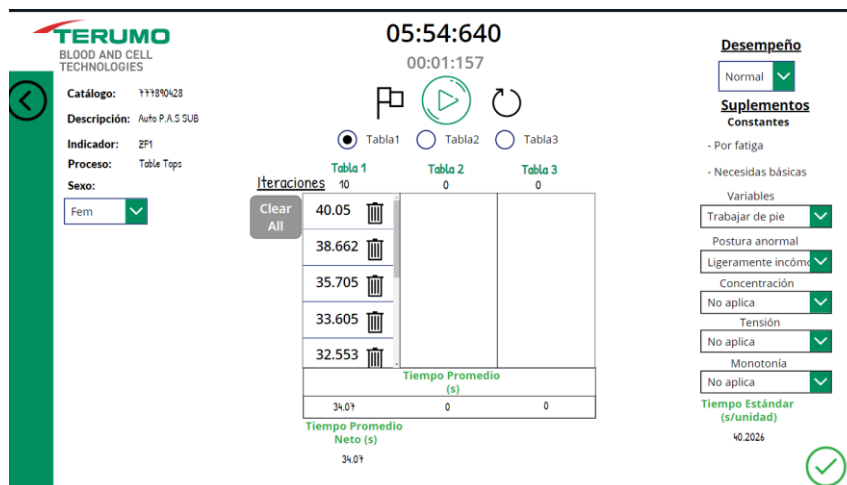 TERUMO
BLOOD AND CELL
TECHNOLOGIES
Catálogo: 777890428
Descripción: Auto P.A.S SUB
Indicador: 2F1
Proceso: Table Tops
Sexo:
Fem
05:54:640
00:01:157
Tabla1 Tabla2 Tabla3
Tabla 1 Tabla 2 Tabla 3
Iteraciones 10 0 0
Clear
All
40.05
38.662
35.705
33.605
32.553
Tiempo Promedio
(s)
34.07 0 0
Tiempo Promedio
Neto (s)
34.07
Desempeño
Normal
Suplementos
Constantes
- Por fatiga
- Necesidas básicas
Variables
Trabajar de pie
Postura anormal
Ligeramente incómo
Concentración
No aplica
Tensión
No aplica
Monotonía
No aplica
Tiempo Estándar
(s/unidad)
40.2026